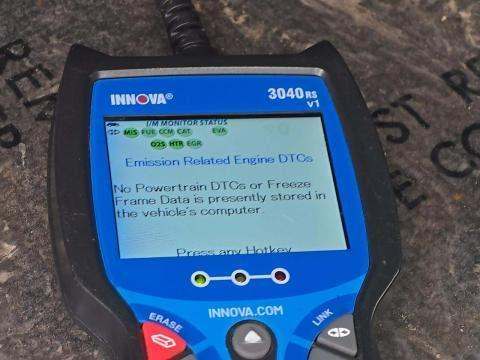 INNOVA®
3040RS
v1
I/M MONITOR STATUS
MIS FUE CCM CAT EVA
O2S HTR EGR
Emission Related Engine DTCs
No Powertrain DTCs or Freeze
Frame Data is presently stored in
the vehicle's computer.
Press any Hotkey
INNOVA.COM
ERASE
LINK